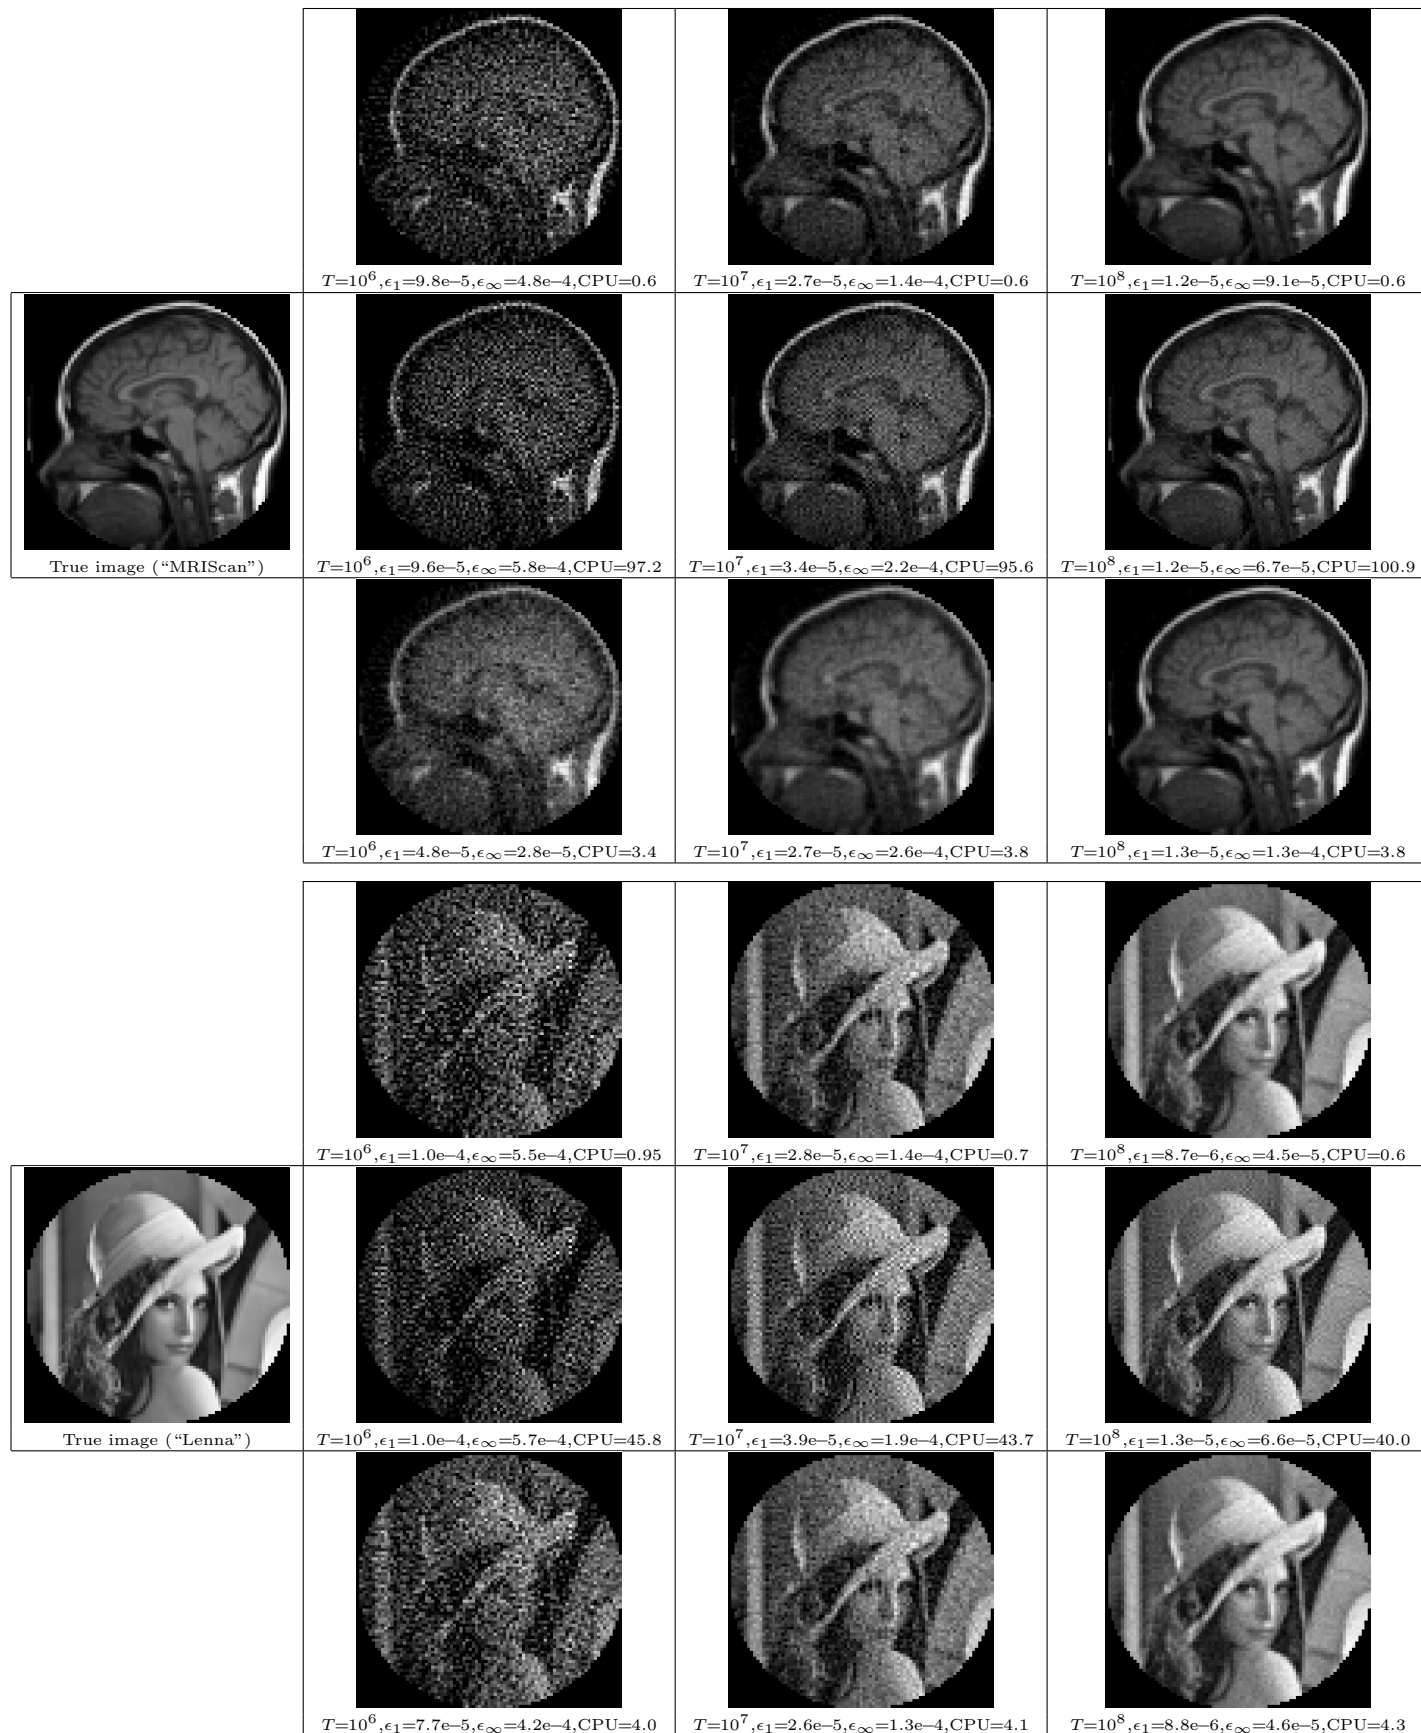 T=10^6,ϵ₁=9.8e–5,ϵ∞=4.8e–4,CPU=0.6 T=10^7,ϵ₁=2.7e–5,ϵ∞=1.4e–4,CPU=0.6 T=10^8,ϵ₁=1.2e–5,ϵ∞=9.1e–5,CPU=0.6
True image (“MRIScan”) T=10^6,ϵ₁=9.6e–5,ϵ∞=5.8e–4,CPU=97.2 T=10^7,ϵ₁=3.4e–5,ϵ∞=2.2e–4,CPU=95.6 T=10^8,ϵ₁=1.2e–5,ϵ∞=6.7e–5,CPU=100.9
T=10^6,ϵ₁=4.8e–5,ϵ∞=2.8e–5,CPU=3.4 T=10^7,ϵ₁=2.7e–5,ϵ∞=2.6e–4,CPU=3.8 T=10^8,ϵ₁=1.3e–5,ϵ∞=1.3e–4,CPU=3.8
T=10^6,ϵ₁=1.0e–4,ϵ∞=5.5e–4,CPU=0.95 T=10^7,ϵ₁=2.8e–5,ϵ∞=1.4e–4,CPU=0.7 T=10^8,ϵ₁=8.7e–6,ϵ∞=4.5e–5,CPU=0.6
True image (“Lenna”) T=10^6,ϵ₁=1.0e–4,ϵ∞=5.7e–4,CPU=45.8 T=10^7,ϵ₁=3.9e–5,ϵ∞=1.9e–4,CPU=43.7 T=10^8,ϵ₁=1.3e–5,ϵ∞=6.6e–5,CPU=40.0
T=10^6,ϵ₁=7.7e–5,ϵ∞=4.2e–4,CPU=4.0 T=10^7,ϵ₁=2.6e–5,ϵ∞=1.3e–4,CPU=4.1 T=10^8,ϵ₁=8.8e–6,ϵ∞=4.6e–5,CPU=4.3